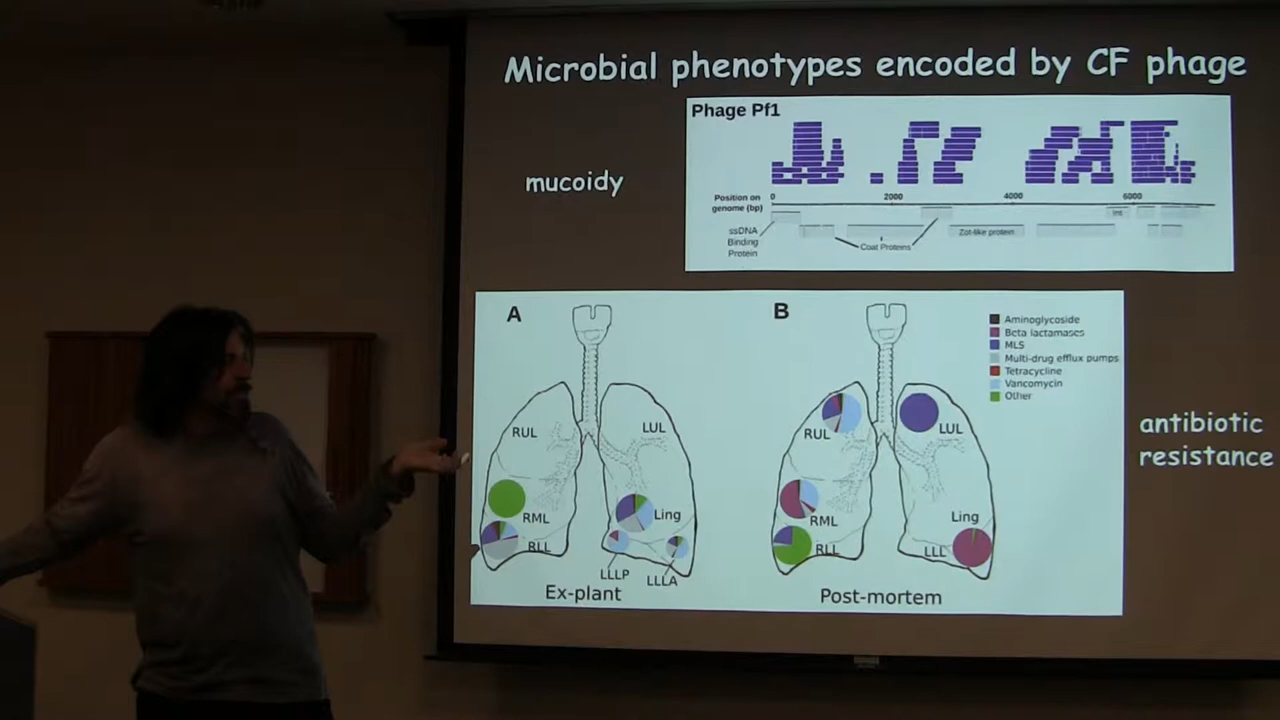 Microbial phenotypes encoded by CF phage
Phage Pf1
mucoidy
Position on
genome (bp)
0
2000
4000
6000
ssDNA
Binding
Protein
Coat Proteins
Zot-like protein
Int
A
RUL
LUL
RML
Ling
RLL
LLLP
LLLA
Ex-plant
B
RUL
LUL
RML
Ling
RLL
LLL
Post-mortem
Aminoglycoside
Beta lactamases
MLS
Multi-drug efflux pumps
Tetracycline
Vancomycin
Other
antibiotic
resistance